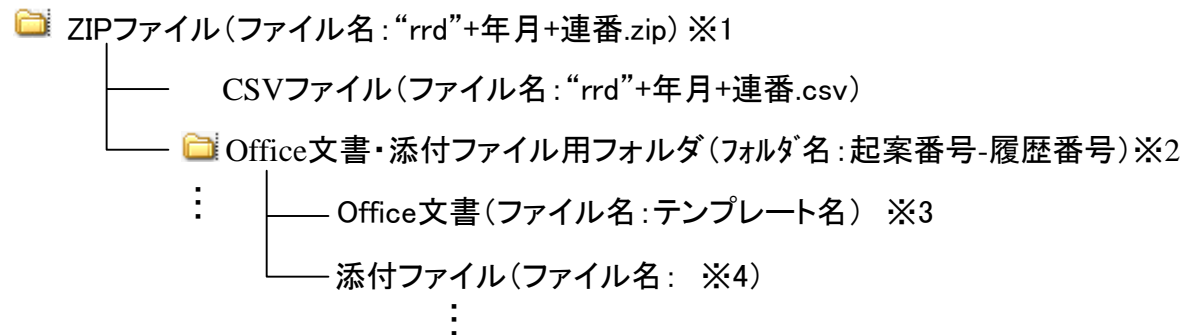 ZIPファイル(ファイル名:“rrd”+年月+連番.zip)※1
CSVファイル(ファイル名:“rrd”+年月+連番.csv)
Office文書・添付ファイル用フォルダ(フォルダ名:起案番号-履歴番号)※2
⋮
Office文書(ファイル名:テンプレート名) ※3
添付ファイル(ファイル名: ※4)
⋮